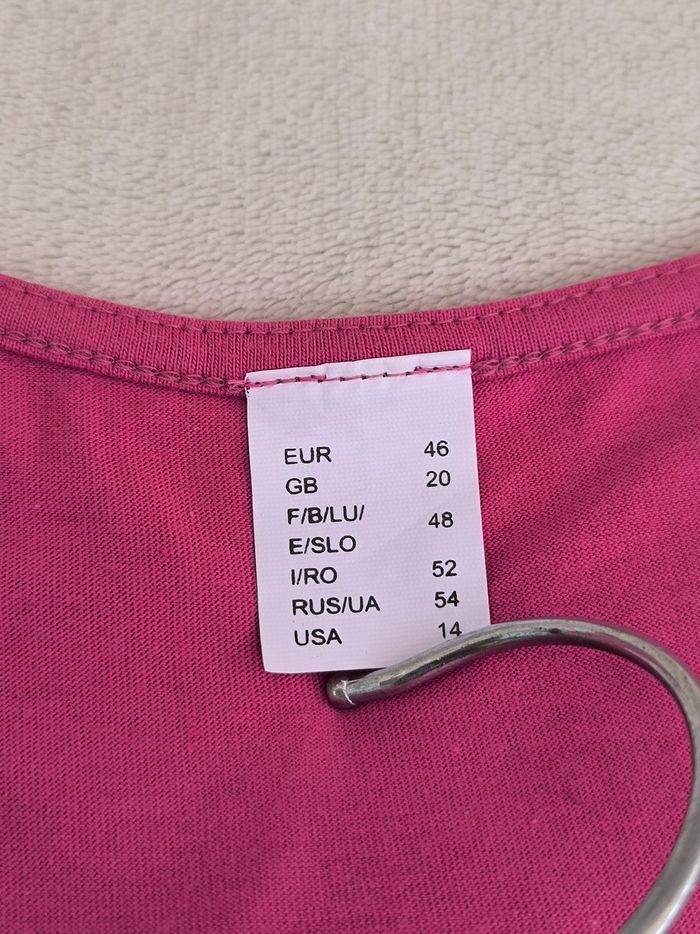 EUR 46
GB 20
F/B/LU/ 48
E/SLO
I/RO 52
RUS/UA 54
USA 14